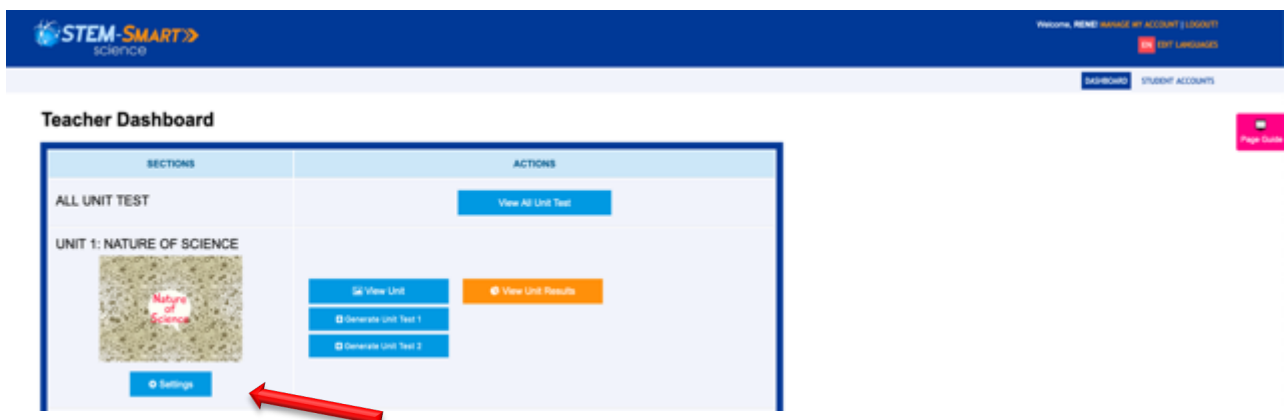 STEM-SMART
science
Welcome, RENE! MANAGE MY ACCOUNT | LOGOUT!
EN EDIT LANGUAGES
DASHBOARD STUDENT ACCOUNTS
Teacher Dashboard
Page Guide
SECTIONS ACTIONS
ALL UNIT TEST View All Unit Test
UNIT 1: NATURE OF SCIENCE
Nature
of
Science
View Unit View Unit Results
Generate Unit Test 1
Generate Unit Test 2
Settings